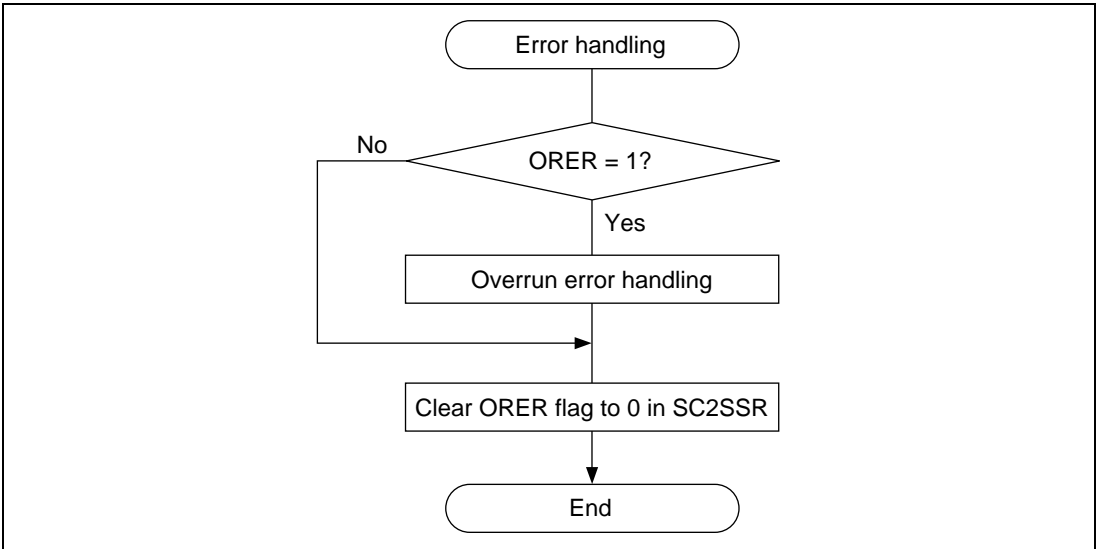 Error handling
No
ORER = 1?
Yes
Overrun error handling
Clear ORER flag to 0 in SC2SSR
End